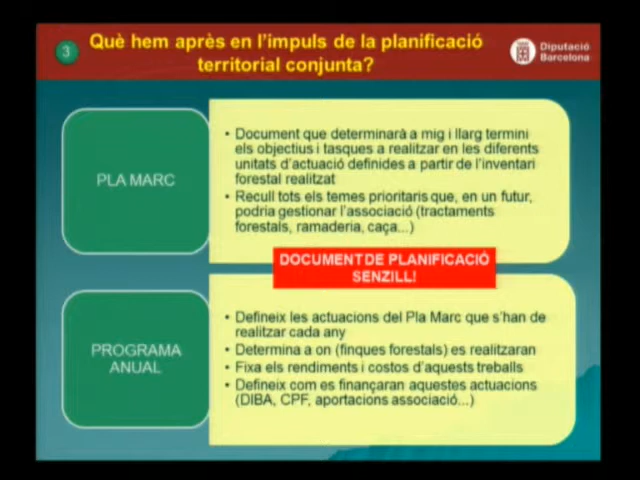 3
Què hem après en l'impuls de la planificació
territorial conjunta?
Diputació
Barcelona
PLA MARC
• Document que determinarà a mig i llarg termini
els objectius i tasques a realitzar en les diferents
unitats d'actuació definides a partir de l'inventari
forestal realitzat
• Recull tots els temes prioritaris que, en un futur,
podria gestionar l'associació (tractaments
forestals, ramaderia, caça...)
DOCUMENT DE PLANIFICACIÓ
SENZILL!
PROGRAMA
ANUAL
• Defineix les actuacions del Pla Marc que s'han de
realitzar cada any
• Determina a on (finques forestals) es realitzaran
• Fixa els rendiments i costos d'aquests treballs
• Defineix com es finançaran aquestes actuacions
(DIBA, CPF, aportacions associació...)